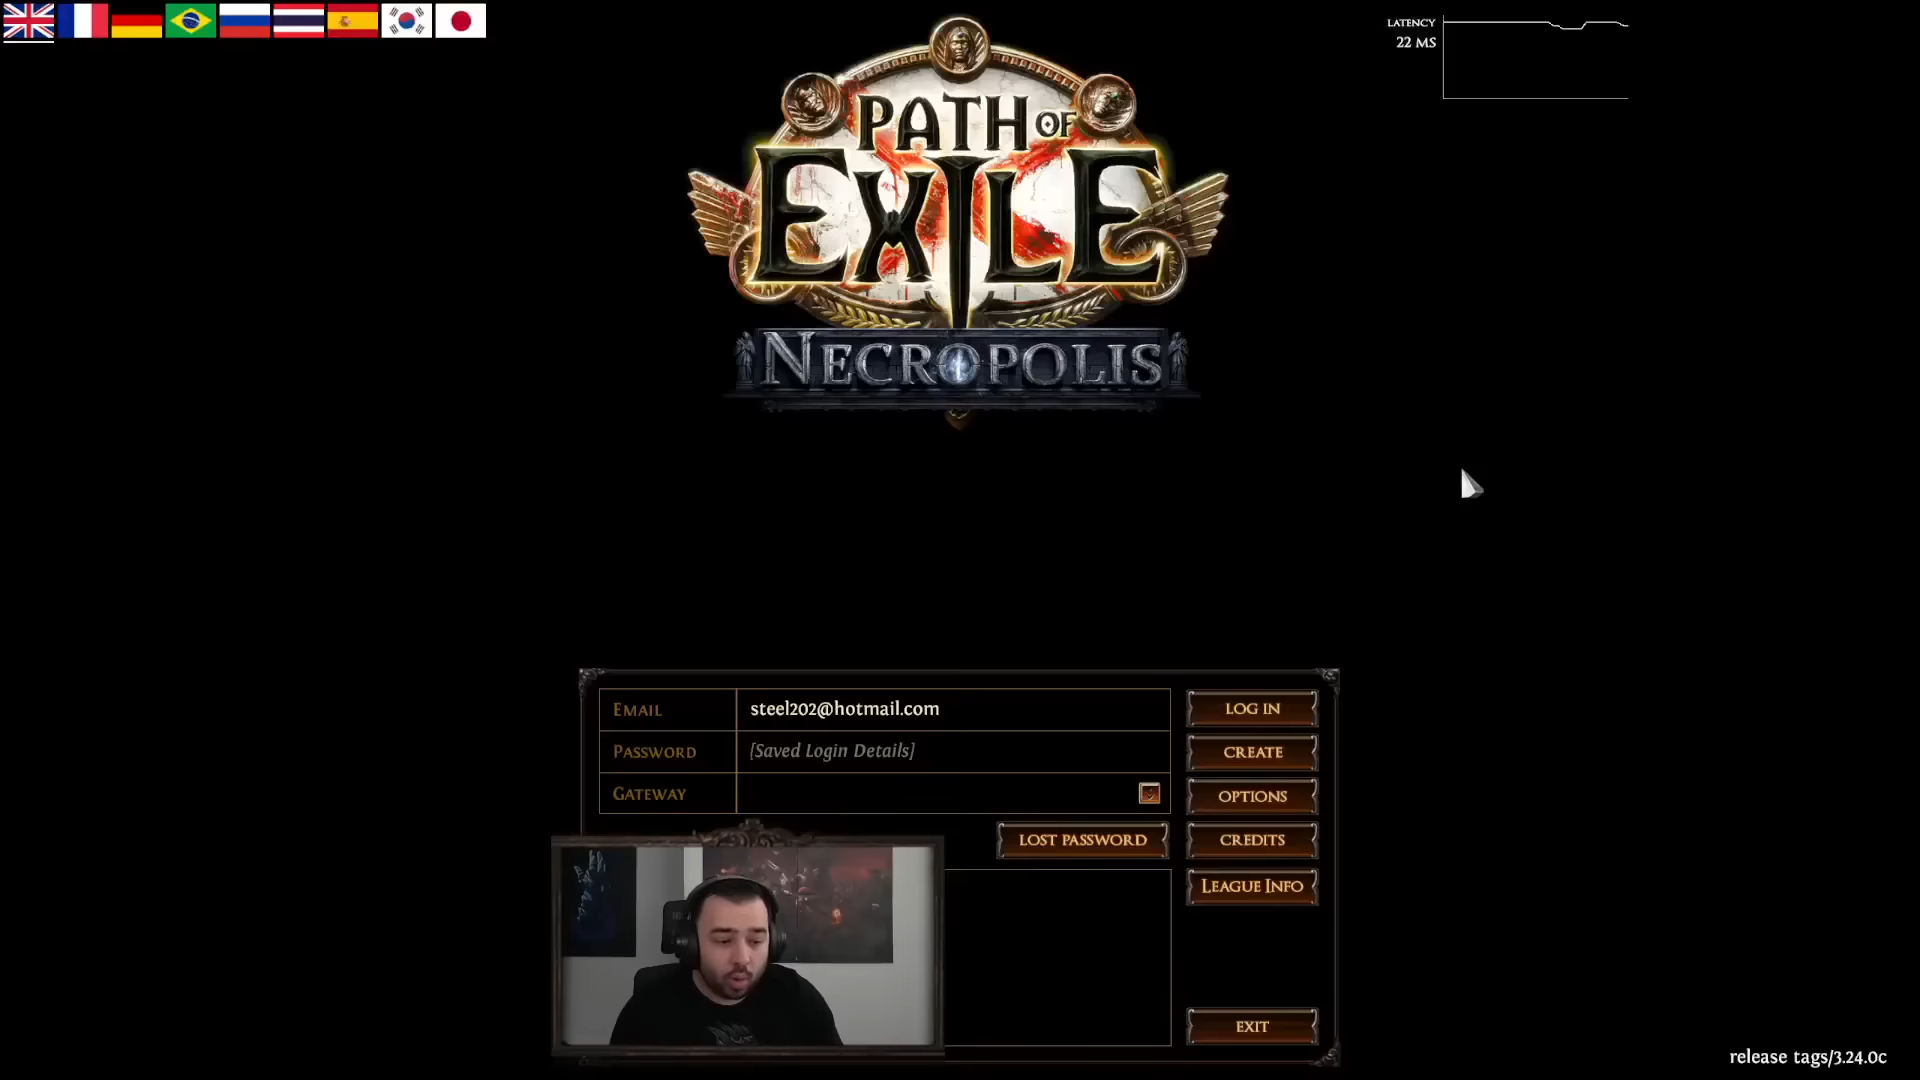 LATENCY
22 MS
PATH OF
EXILE
NECROPOLIS
EMAIL
steel202@hotmail.com
LOG IN
PASSWORD
[Saved Login Details]
CREATE
GATEWAY
OPTIONS
LOST PASSWORD
CREDITS
LEAGUE INFO
EXIT
release tags/3.24.0c